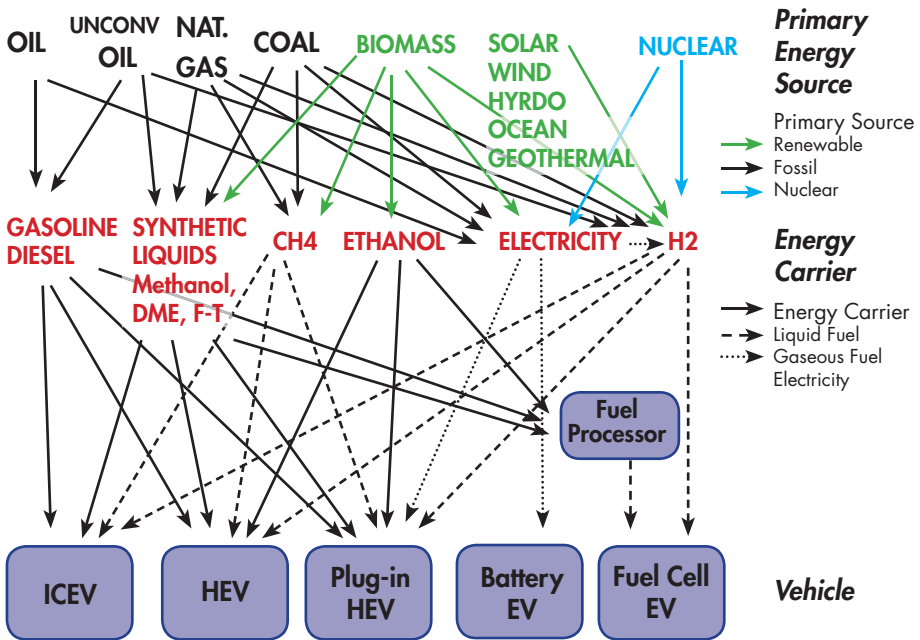 OIL
UNCONV
OIL
NAT.
GAS
COAL
BIOMASS
SOLAR
WIND
HYRDO
OCEAN
GEOTHERMAL
NUCLEAR
Primary
Energy
Source
Primary Source
Renewable
Fossil
Nuclear
GASOLINE
DIESEL
SYNTHETIC
LIQUIDS
Methanol,
DME, F-T
CH4
ETHANOL
ELECTRICITY
H2
Energy
Carrier
Energy Carrier
Liquid Fuel
Gaseous Fuel
Electricity
Fuel
Processor
ICEV
HEV
Plug-in
HEV
Battery
EV
Fuel Cell
EV
Vehicle